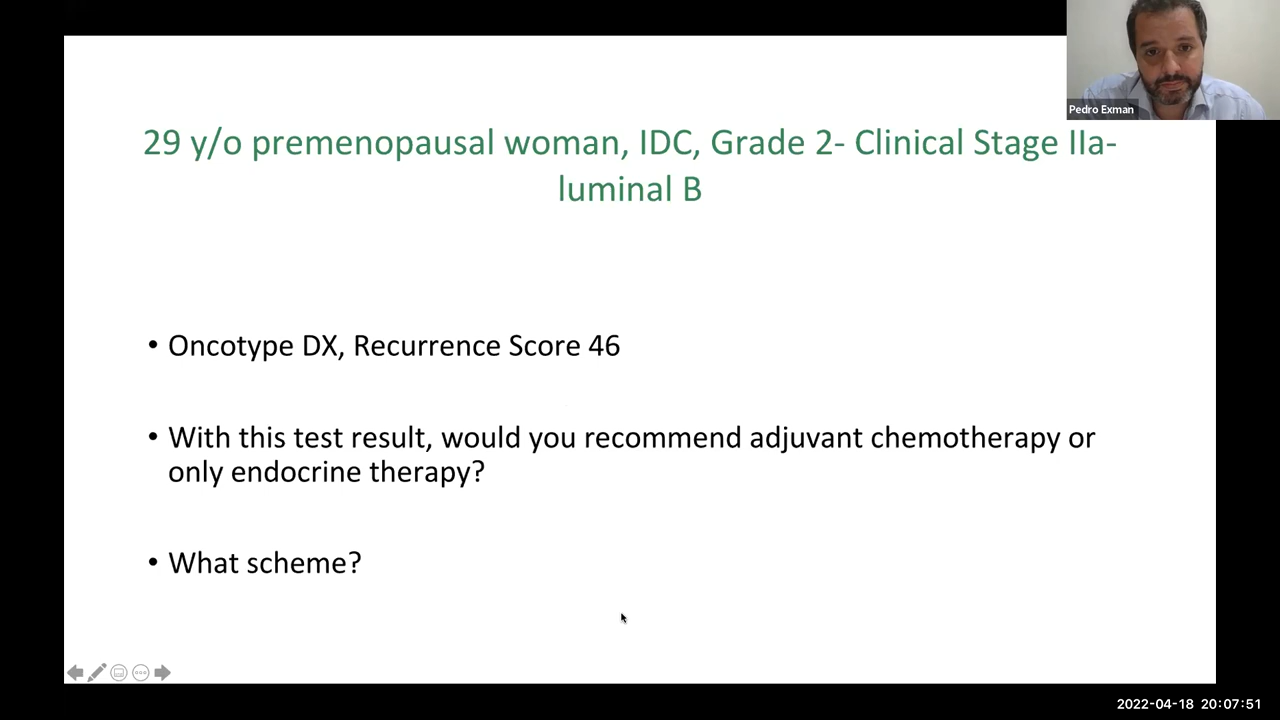 Pedro Exman
29 y/o premenopausal woman, IDC, Grade 2- Clinical Stage IIa-
luminal B
• Oncotype DX, Recurrence Score 46
• With this test result, would you recommend adjuvant chemotherapy or
only endocrine therapy?
• What scheme?
2022-04-18 20:07:51